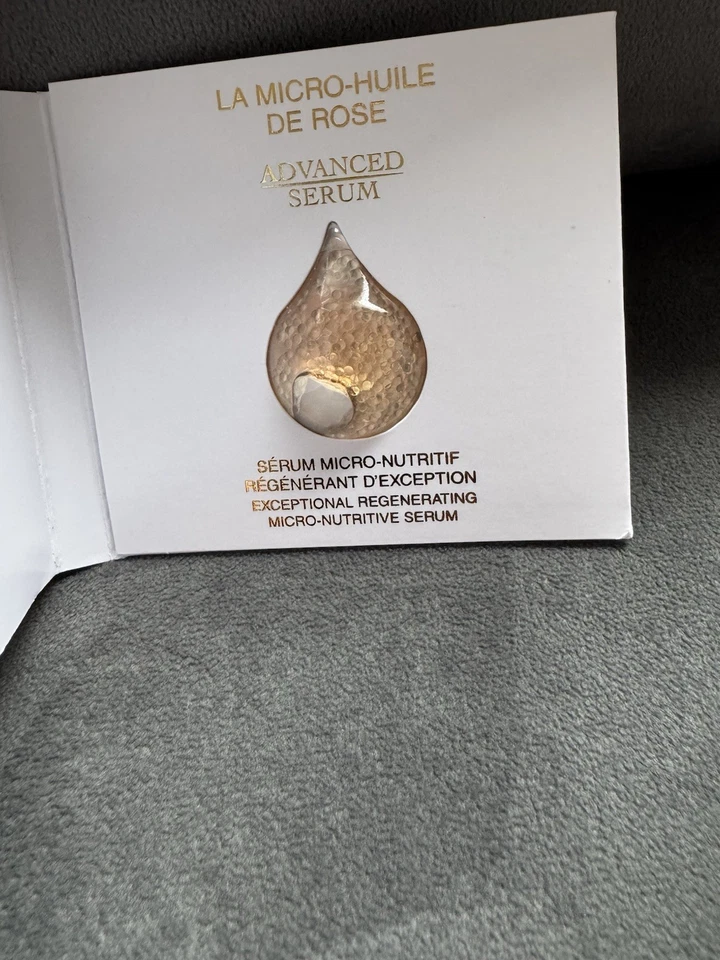 LA MICRO-HUILE
DE ROSE
ADVANCED
SERUM
SÉRUM MICRO-NUTRITIF
RÉGÉNÉRANT D'EXCEPTION
EXCEPTIONAL REGENERATING
MICRO-NUTRITIVE SERUM